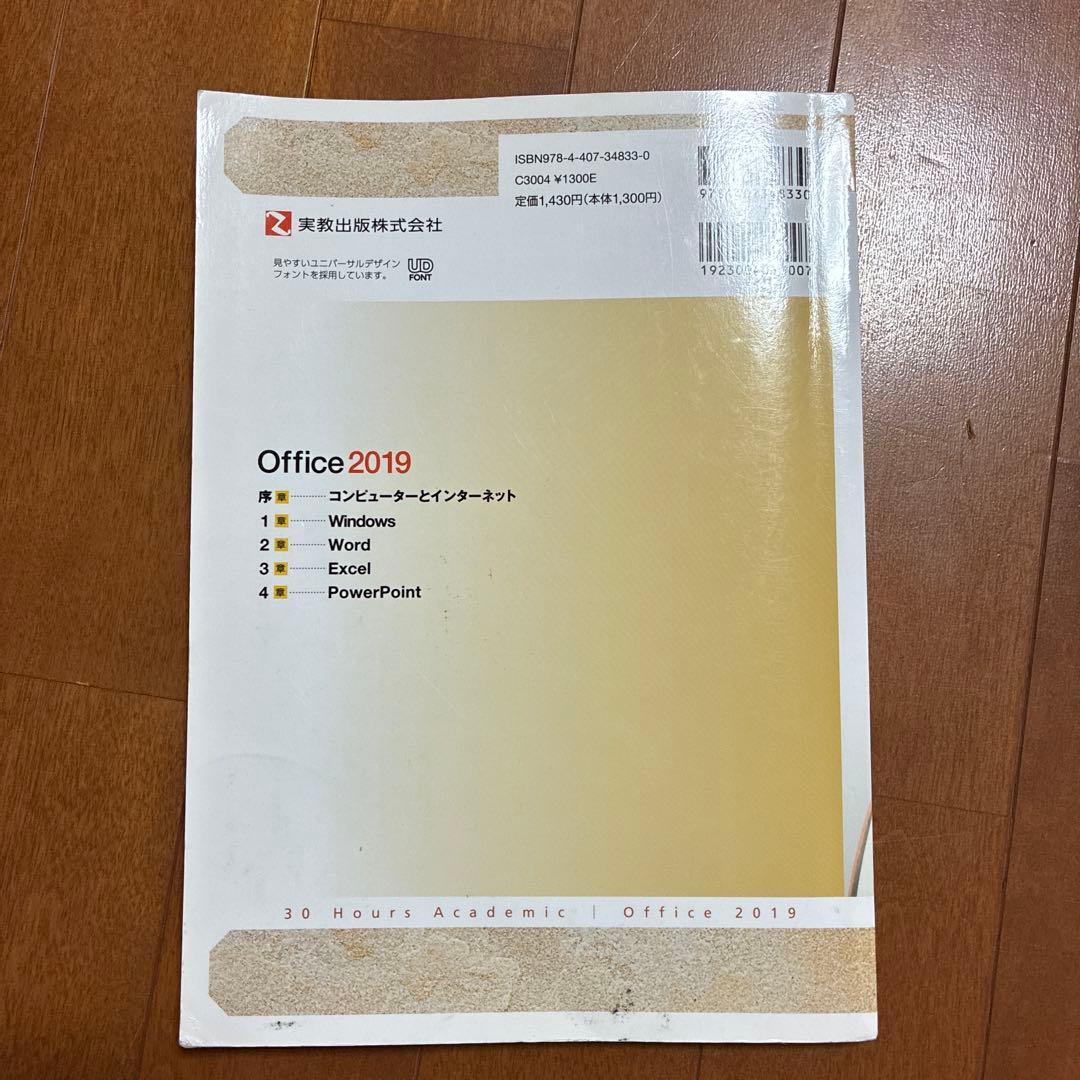 ISBN978-4-407-34833-0
C3004 ¥1300E
定価1,430円(本体1,300円)
実教出版株式会社
見やすいユニバーサルデザイン
フォントを採用しています。
UD
FONT
Office 2019
序 章 ………… コンピューターとインターネット
1 章 ………… Windows
2 章 ………… Word
3 章 ………… Excel
4 章 ………… PowerPoint
30 Hours Academic | Office 2019